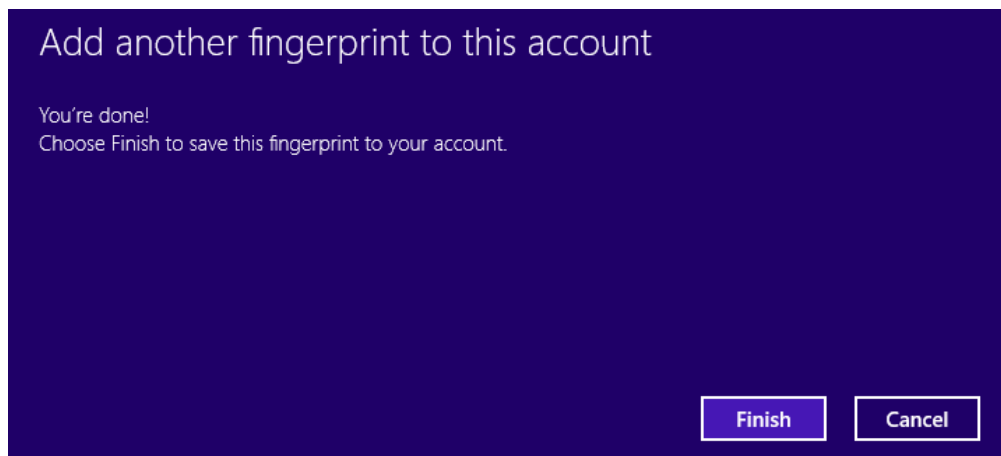 Add another fingerprint to this account
You're done!
Choose Finish to save this fingerprint to your account.
Finish
Cancel